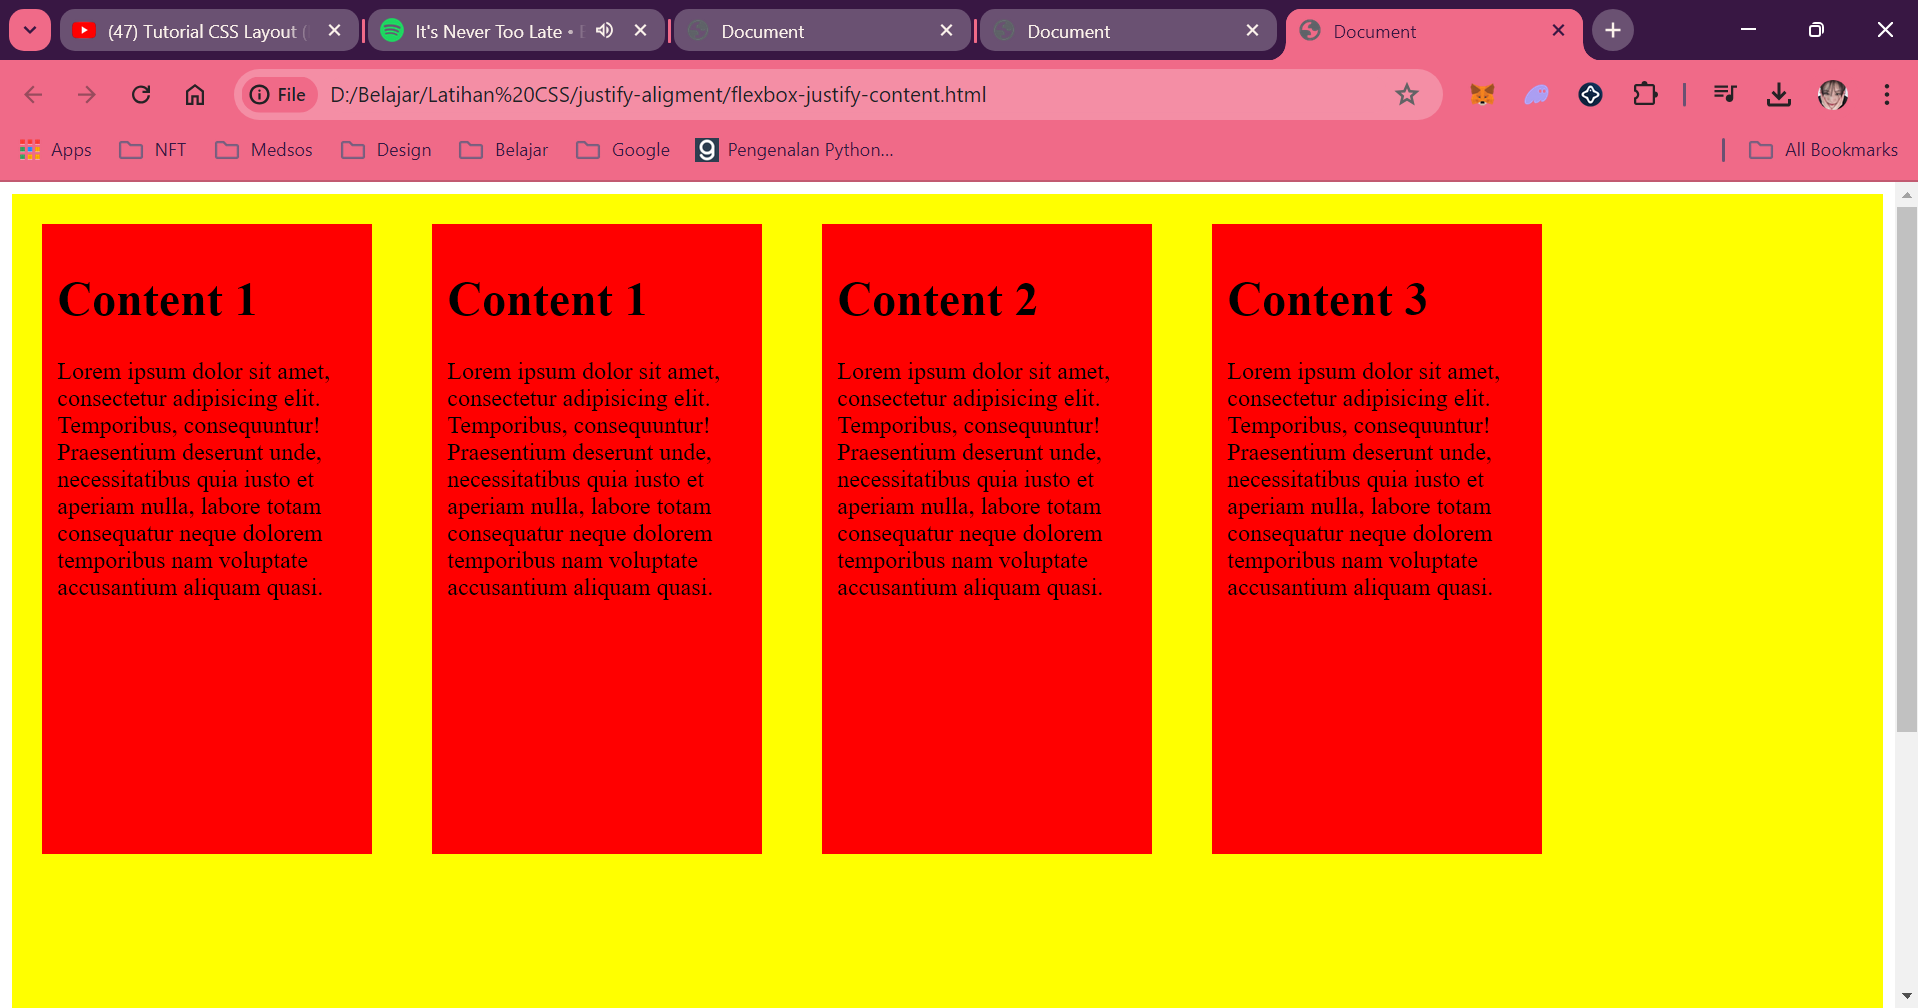 (47) Tutorial CSS Layout
It's Never Too Late •
Document
Document
Document
File
D:/Belajar/Latihan%20CSS/justify-aligment/flexbox-justify-content.html
Apps
NFT
Medsos
Design
Belajar
Google
g
Pengenalan Python...
All Bookmarks
Content 1
Lorem ipsum dolor sit amet,
consectetur adipisicing elit.
Temporibus, consequuntur!
Praesentium deserunt unde,
necessitatibus quia iusto et
aperiam nulla, labore totam
consequatur neque dolorem
temporibus nam voluptate
accusantium aliquam quasi.
Content 1
Lorem ipsum dolor sit amet,
consectetur adipisicing elit.
Temporibus, consequuntur!
Praesentium deserunt unde,
necessitatibus quia iusto et
aperiam nulla, labore totam
consequatur neque dolorem
temporibus nam voluptate
accusantium aliquam quasi.
Content 2
Lorem ipsum dolor sit amet,
consectetur adipisicing elit.
Temporibus, consequuntur!
Praesentium deserunt unde,
necessitatibus quia iusto et
aperiam nulla, labore totam
consequatur neque dolorem
temporibus nam voluptate
accusantium aliquam quasi.
Content 3
Lorem ipsum dolor sit amet,
consectetur adipisicing elit.
Temporibus, consequuntur!
Praesentium deserunt unde,
necessitatibus quia iusto et
aperiam nulla, labore totam
consequatur neque dolorem
temporibus nam voluptate
accusantium aliquam quasi.